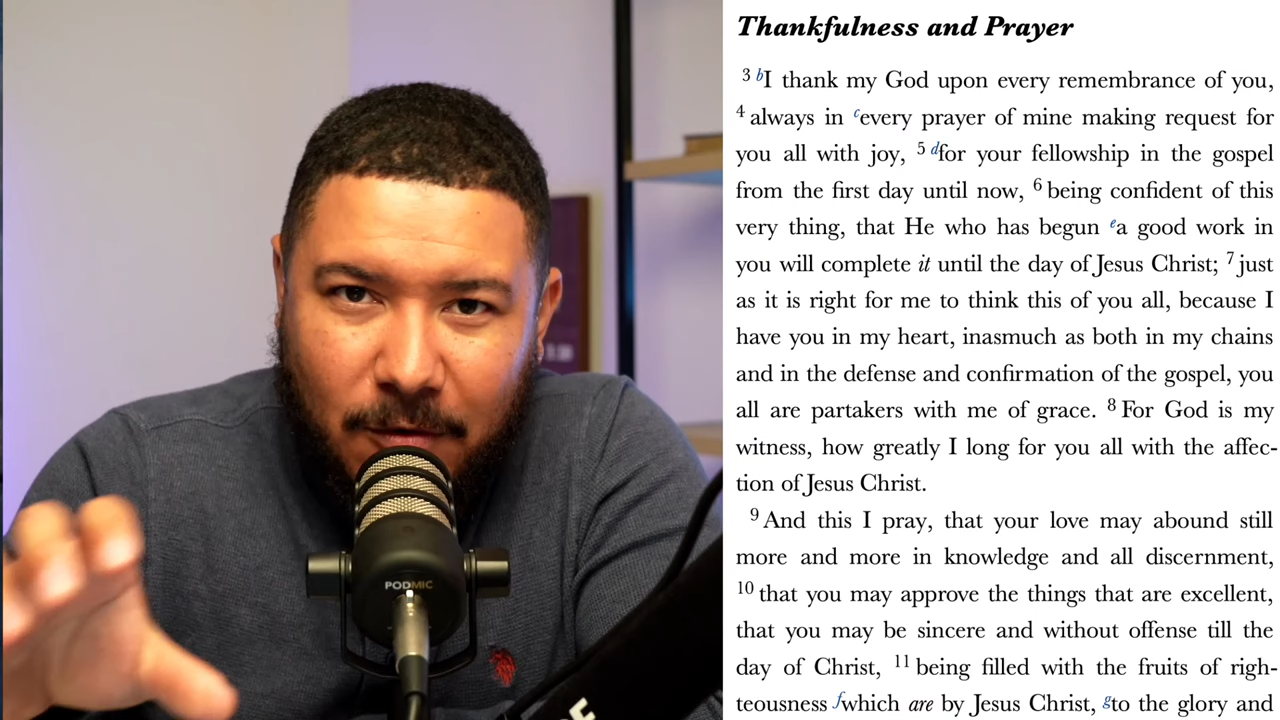 Thankfulness and Prayer
3 bI thank my God upon every remembrance of you,
4 always in cevery prayer of mine making request for
you all with joy, 5 dfor your fellowship in the gospel
from the first day until now, 6 being confident of this
very thing, that He who has begun ea good work in
you will complete it until the day of Jesus Christ; 7 just
as it is right for me to think this of you all, because I
have you in my heart, inasmuch as both in my chains
and in the defense and confirmation of the gospel, you
all are partakers with me of grace. 8 For God is my
witness, how greatly I long for you all with the affec-
tion of Jesus Christ.
9 And this I pray, that your love may abound still
more and more in knowledge and all discernment,
10 that you may approve the things that are excellent,
that you may be sincere and without offense till the
day of Christ, 11 being filled with the fruits of righ-
teousness fwhich are by Jesus Christ, gto the glory and
PODMIC